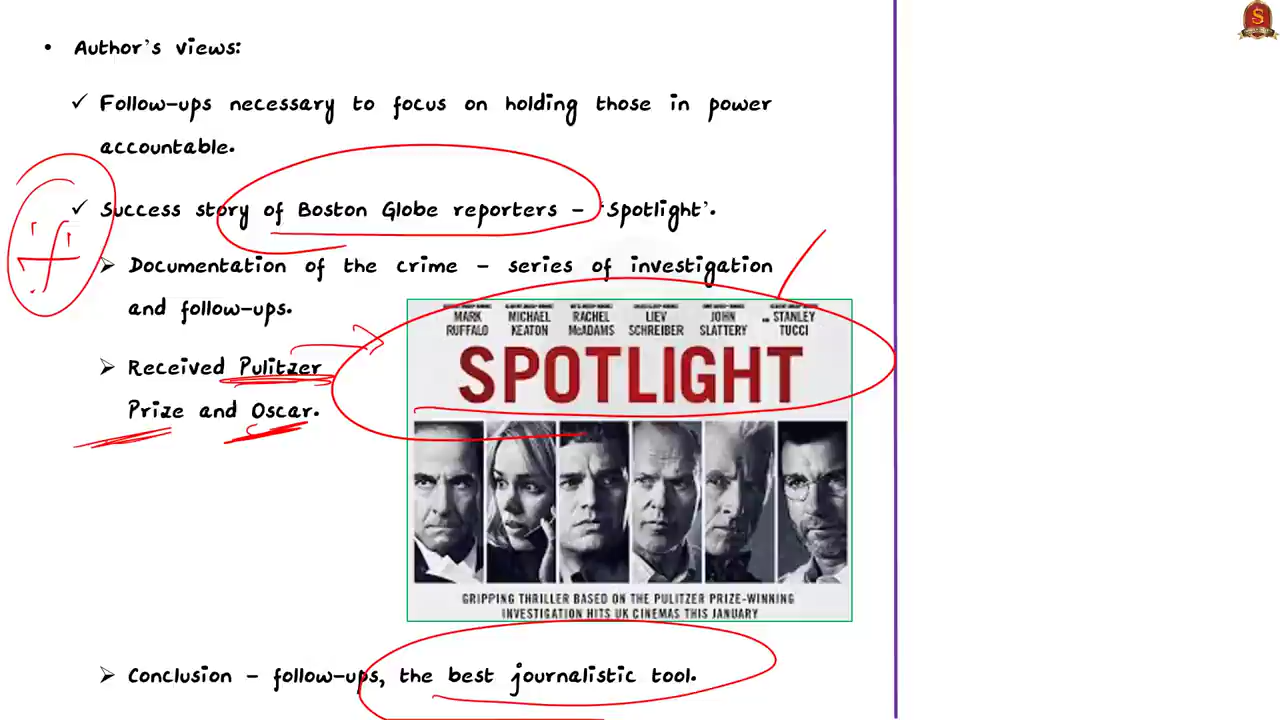 • Author's views:
✓ Follow-ups necessary to focus on holding those in power
accountable.
✓ Success story of Boston Globe reporters – 'Spotlight'.
➢ Documentation of the crime – series of investigation
and follow-ups.
➢ Received Pulitzer
Prize and Oscar.
MARK RUFFALO MICHAEL KEATON RACHEL McADAMS LIEV SCHREIBER JOHN SLATTERY STANLEY TUCCI
SPOTLIGHT
GRIPPING THRILLER BASED ON THE PULITZER PRIZE-WINNING
INVESTIGATION HITS UK CINEMAS THIS JANUARY
➢ Conclusion – follow-ups, the best journalistic tool.
S